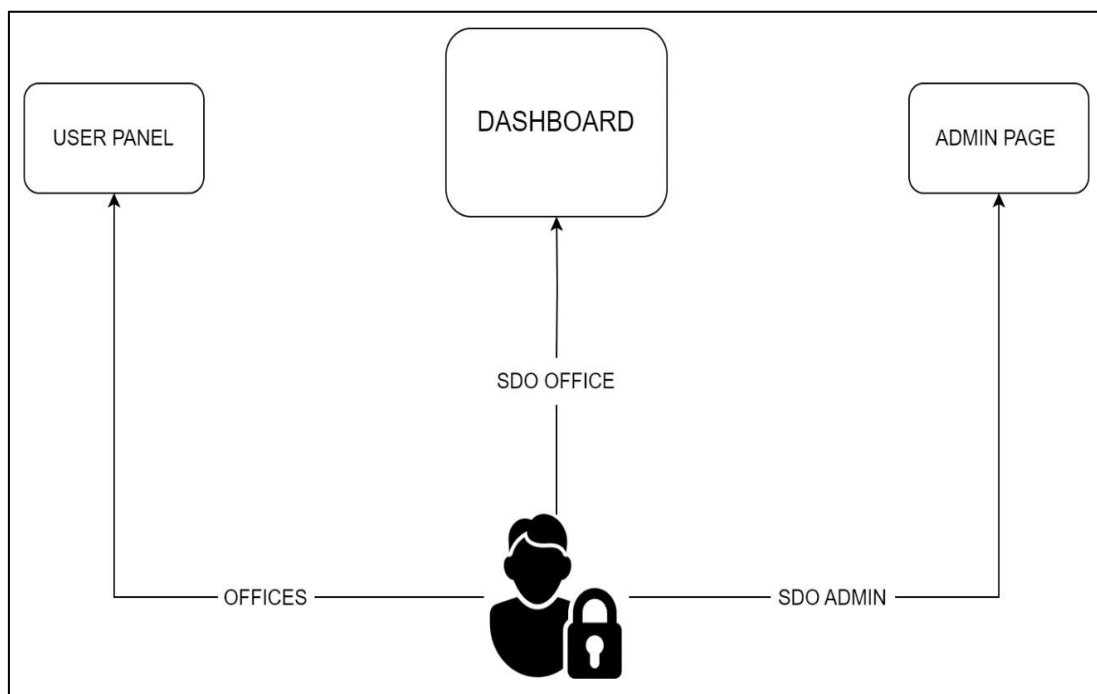 DASHBOARD
USER PANEL
ADMIN PAGE
SDO OFFICE
OFFICES
SDO ADMIN